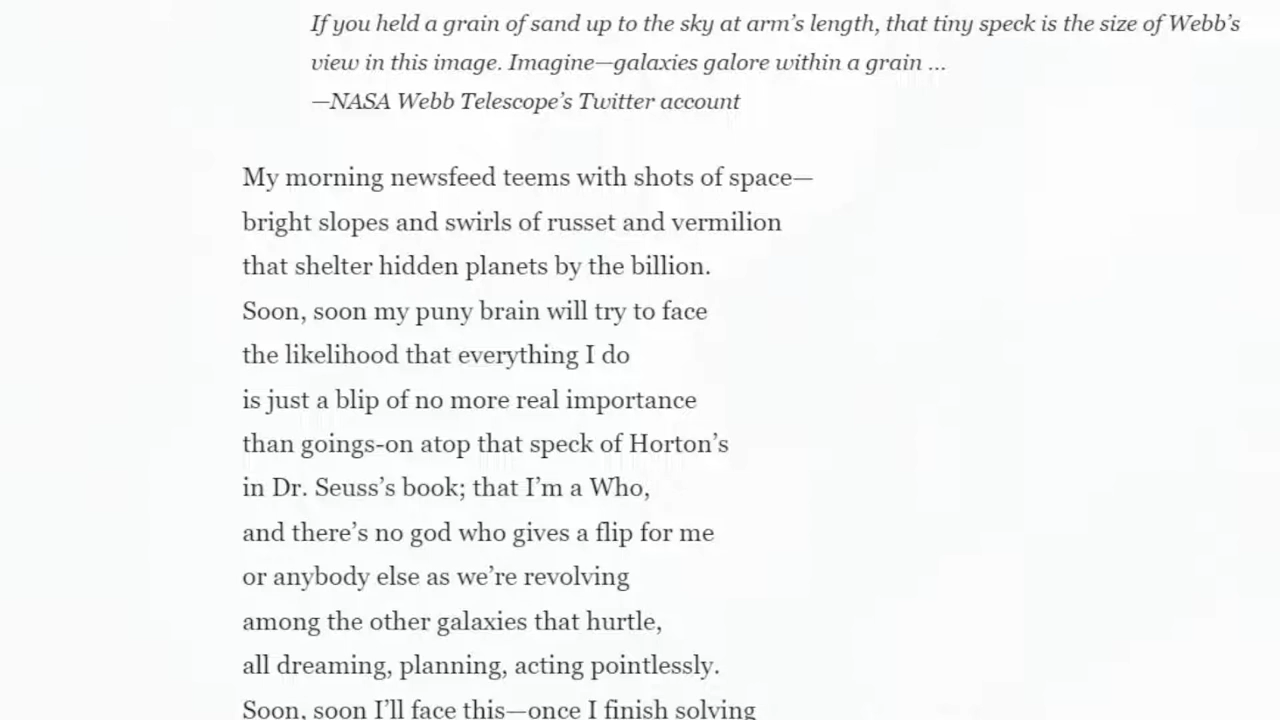 If you held a grain of sand up to the sky at arm’s length, that tiny speck is the size of Webb’s
view in this image. Imagine—galaxies galore within a grain ...
—NASA Webb Telescope’s Twitter account
My morning newsfeed teems with shots of space—
bright slopes and swirls of russet and vermilion
that shelter hidden planets by the billion.
Soon, soon my puny brain will try to face
the likelihood that everything I do
is just a blip of no more real importance
than goings-on atop that speck of Horton’s
in Dr. Seuss’s book; that I’m a Who,
and there’s no god who gives a flip for me
or anybody else as we’re revolving
among the other galaxies that hurtle,
all dreaming, planning, acting pointlessly.
Soon, soon I’ll face this—once I finish solving